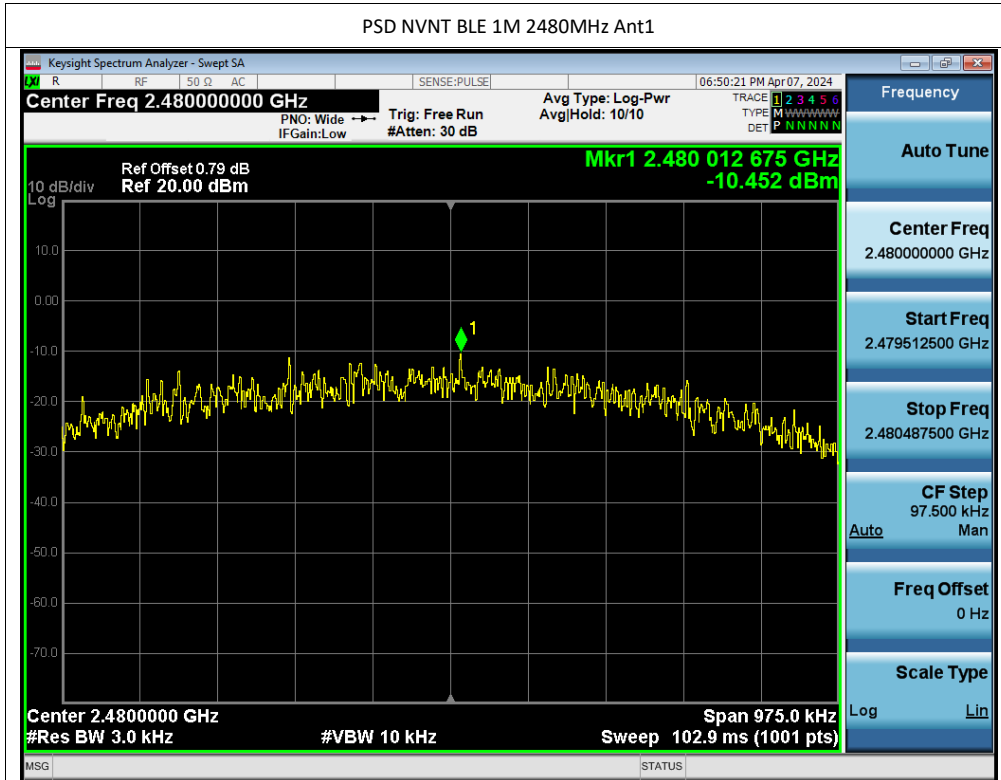 PSD NVNT BLE 1M 2480MHz Ant1
Keysight Spectrum Analyzer - Swept SA
LXI R RF 50 Ω AC SENSE:PULSE 06:50:21 PM Apr 07, 2024
Center Freq 2.480000000 GHz
PNO: Wide
IFGain:Low
Trig: Free Run
#Atten: 30 dB
Avg Type: Log-Pwr
Avg|Hold: 10/10
TRACE 1 2 3 4 5 6
TYPE M WWWWW
DET P N N N N N
Ref Offset 0.79 dB
10 dB/div Ref 20.00 dBm
Log
Mkr1 2.480 012 675 GHz
-10.452 dBm
10.0
0.00
1
-10.0
-20.0
-30.0
-40.0
-50.0
-60.0
-70.0
Center 2.4800000 GHz Span 975.0 kHz
#Res BW 3.0 kHz #VBW 10 kHz Sweep 102.9 ms (1001 pts)
MSG STATUS
Frequency
Auto Tune
Center Freq
2.480000000 GHz
Start Freq
2.479512500 GHz
Stop Freq
2.480487500 GHz
CF Step
97.500 kHz
Auto Man
Freq Offset
0 Hz
Scale Type
Log Lin